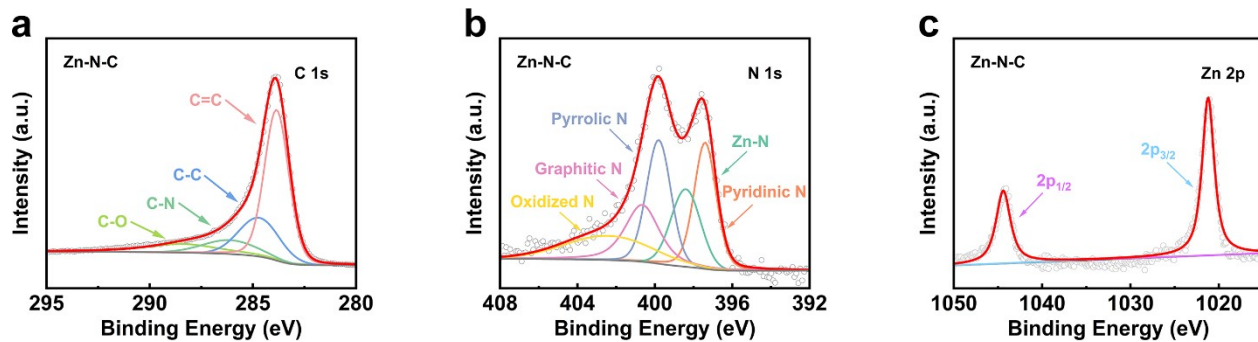 a
Zn-N-C
C 1s
C=C
C-C
C-N
C-O
Intensity (a.u.)
295 290 285 280
Binding Energy (eV)
b
Zn-N-C
N 1s
Pyrrolic N
Zn-N
Graphitic N
Oxidized N
Pyridinic N
Intensity (a.u.)
408 404 400 396 392
Binding Energy (eV)
c
Zn-N-C
Zn 2p
2p3/2
2p1/2
Intensity (a.u.)
1050 1040 1030 1020
Binding Energy (eV)